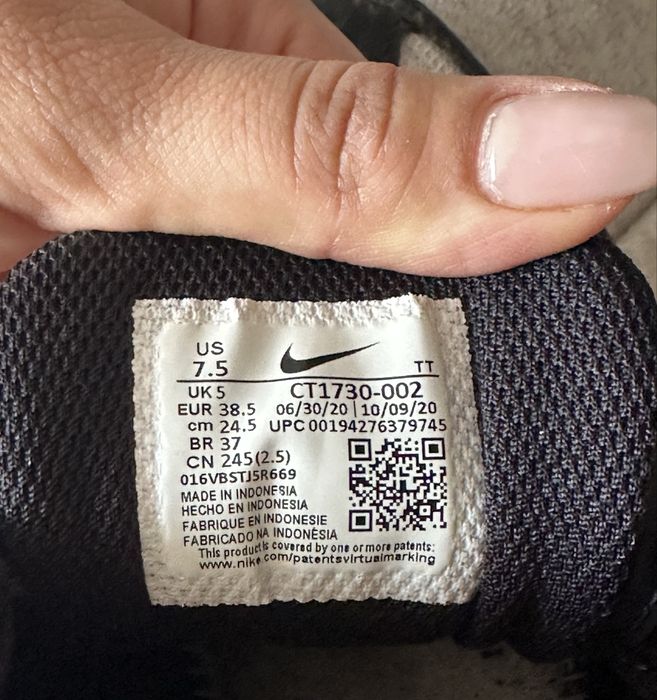 US
7.5
TT
UK 5
CT1730-002
EUR 38.5
06/30/20 | 10/09/20
cm 24.5
UPC 00194276379745
BR 37
CN 245 (2.5)
016VBSTJ5R669
MADE IN INDONESIA
HECHO EN INDONESIA
FABRIQUE EN INDONESIE
FABRICADO NA INDONÉSIA
This product is covered by one or more patents:
www.nike.com/patentsvirtualmarking